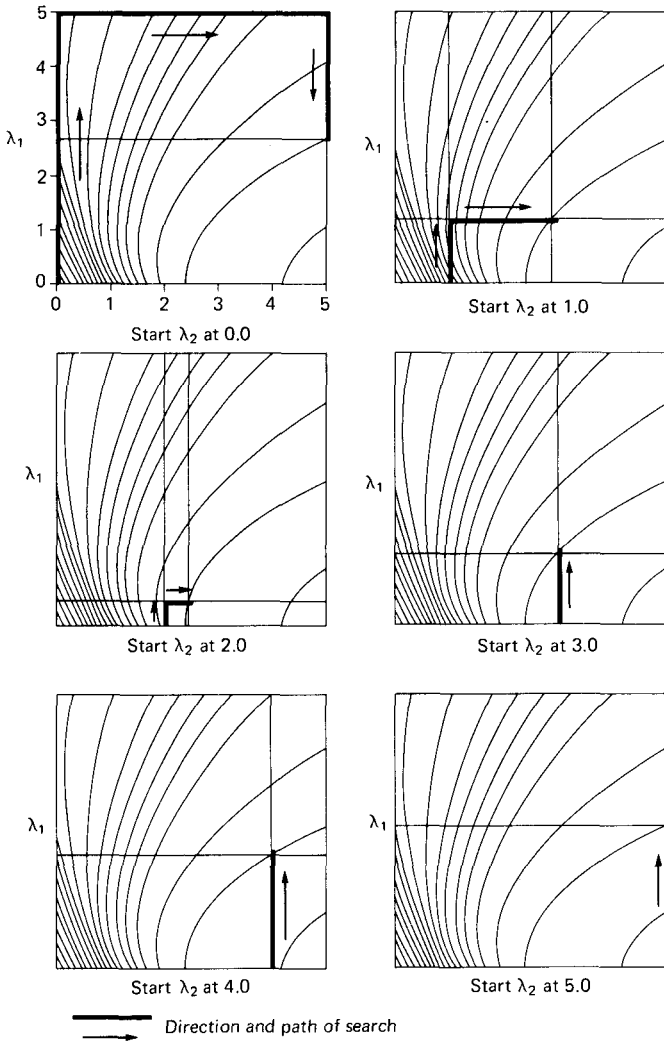 5
4
3
λ₁
2
1
0
0 1 2 3 4 5
Start λ₂ at 0.0
λ₁
Start λ₂ at 1.0
λ₁
Start λ₂ at 2.0
λ₁
Start λ₂ at 3.0
λ₁
Start λ₂ at 4.0
λ₁
Start λ₂ at 5.0
Direction and path of search